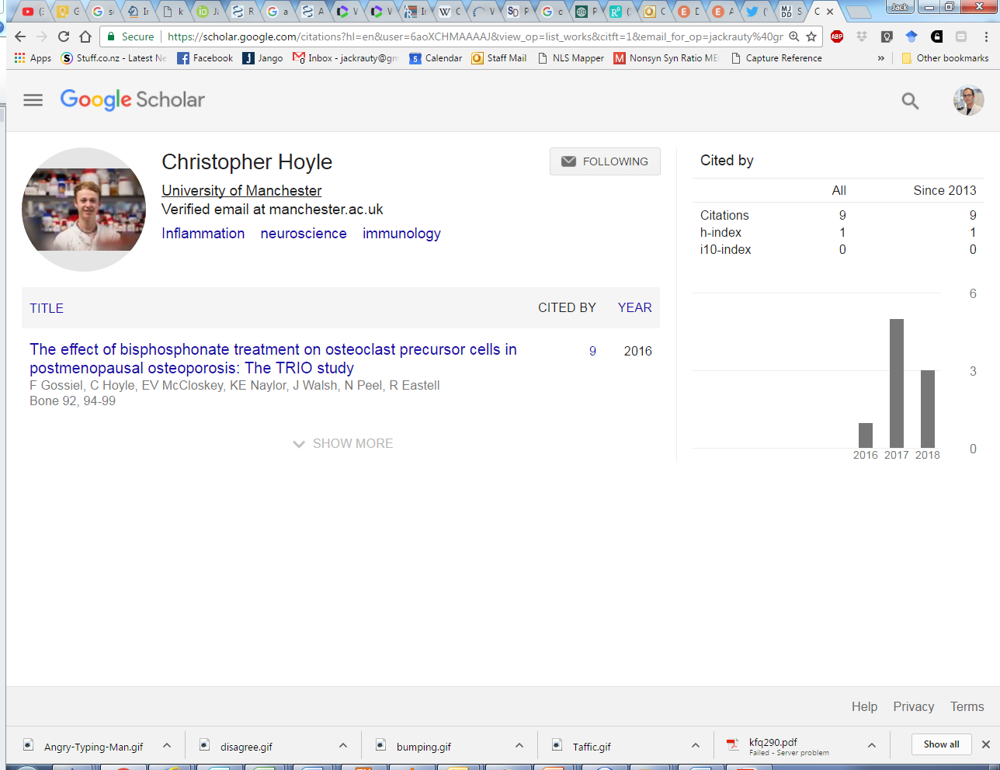 Jack
Secure
https://scholar.google.com/citations?hl=en&user=6aoXCHMAAAAJ&view_op=list_works&citft=1&email_for_op=jackrauty%40gr
ABP
Apps
Stuff.co.nz - Latest Ne
Facebook
Jango
Inbox - jackrauty@gm
Calendar
Staff Mail
NLS Mapper
Nonsyn Syn Ratio ME
Capture Reference
»
Other bookmarks
Google Scholar
Christopher Hoyle
FOLLOWING
University of Manchester
Verified email at manchester.ac.uk
Inflammation neuroscience immunology
TITLE CITED BY YEAR
The effect of bisphosphonate treatment on osteoclast precursor cells in 9 2016
postmenopausal osteoporosis: The TRIO study
F Gossiel, C Hoyle, EV McCloskey, KE Naylor, J Walsh, N Peel, R Eastell
Bone 92, 94-99
SHOW MORE
Cited by
All Since 2013
Citations 9 9
h-index 1 1
i10-index 0 0
6
3
0
2016 2017 2018
Help Privacy Terms
Angry-Typing-Man.gif
disagree.gif
bumping.gif
Taffic.gif
kfq290.pdf
Failed - Server problem
Show all